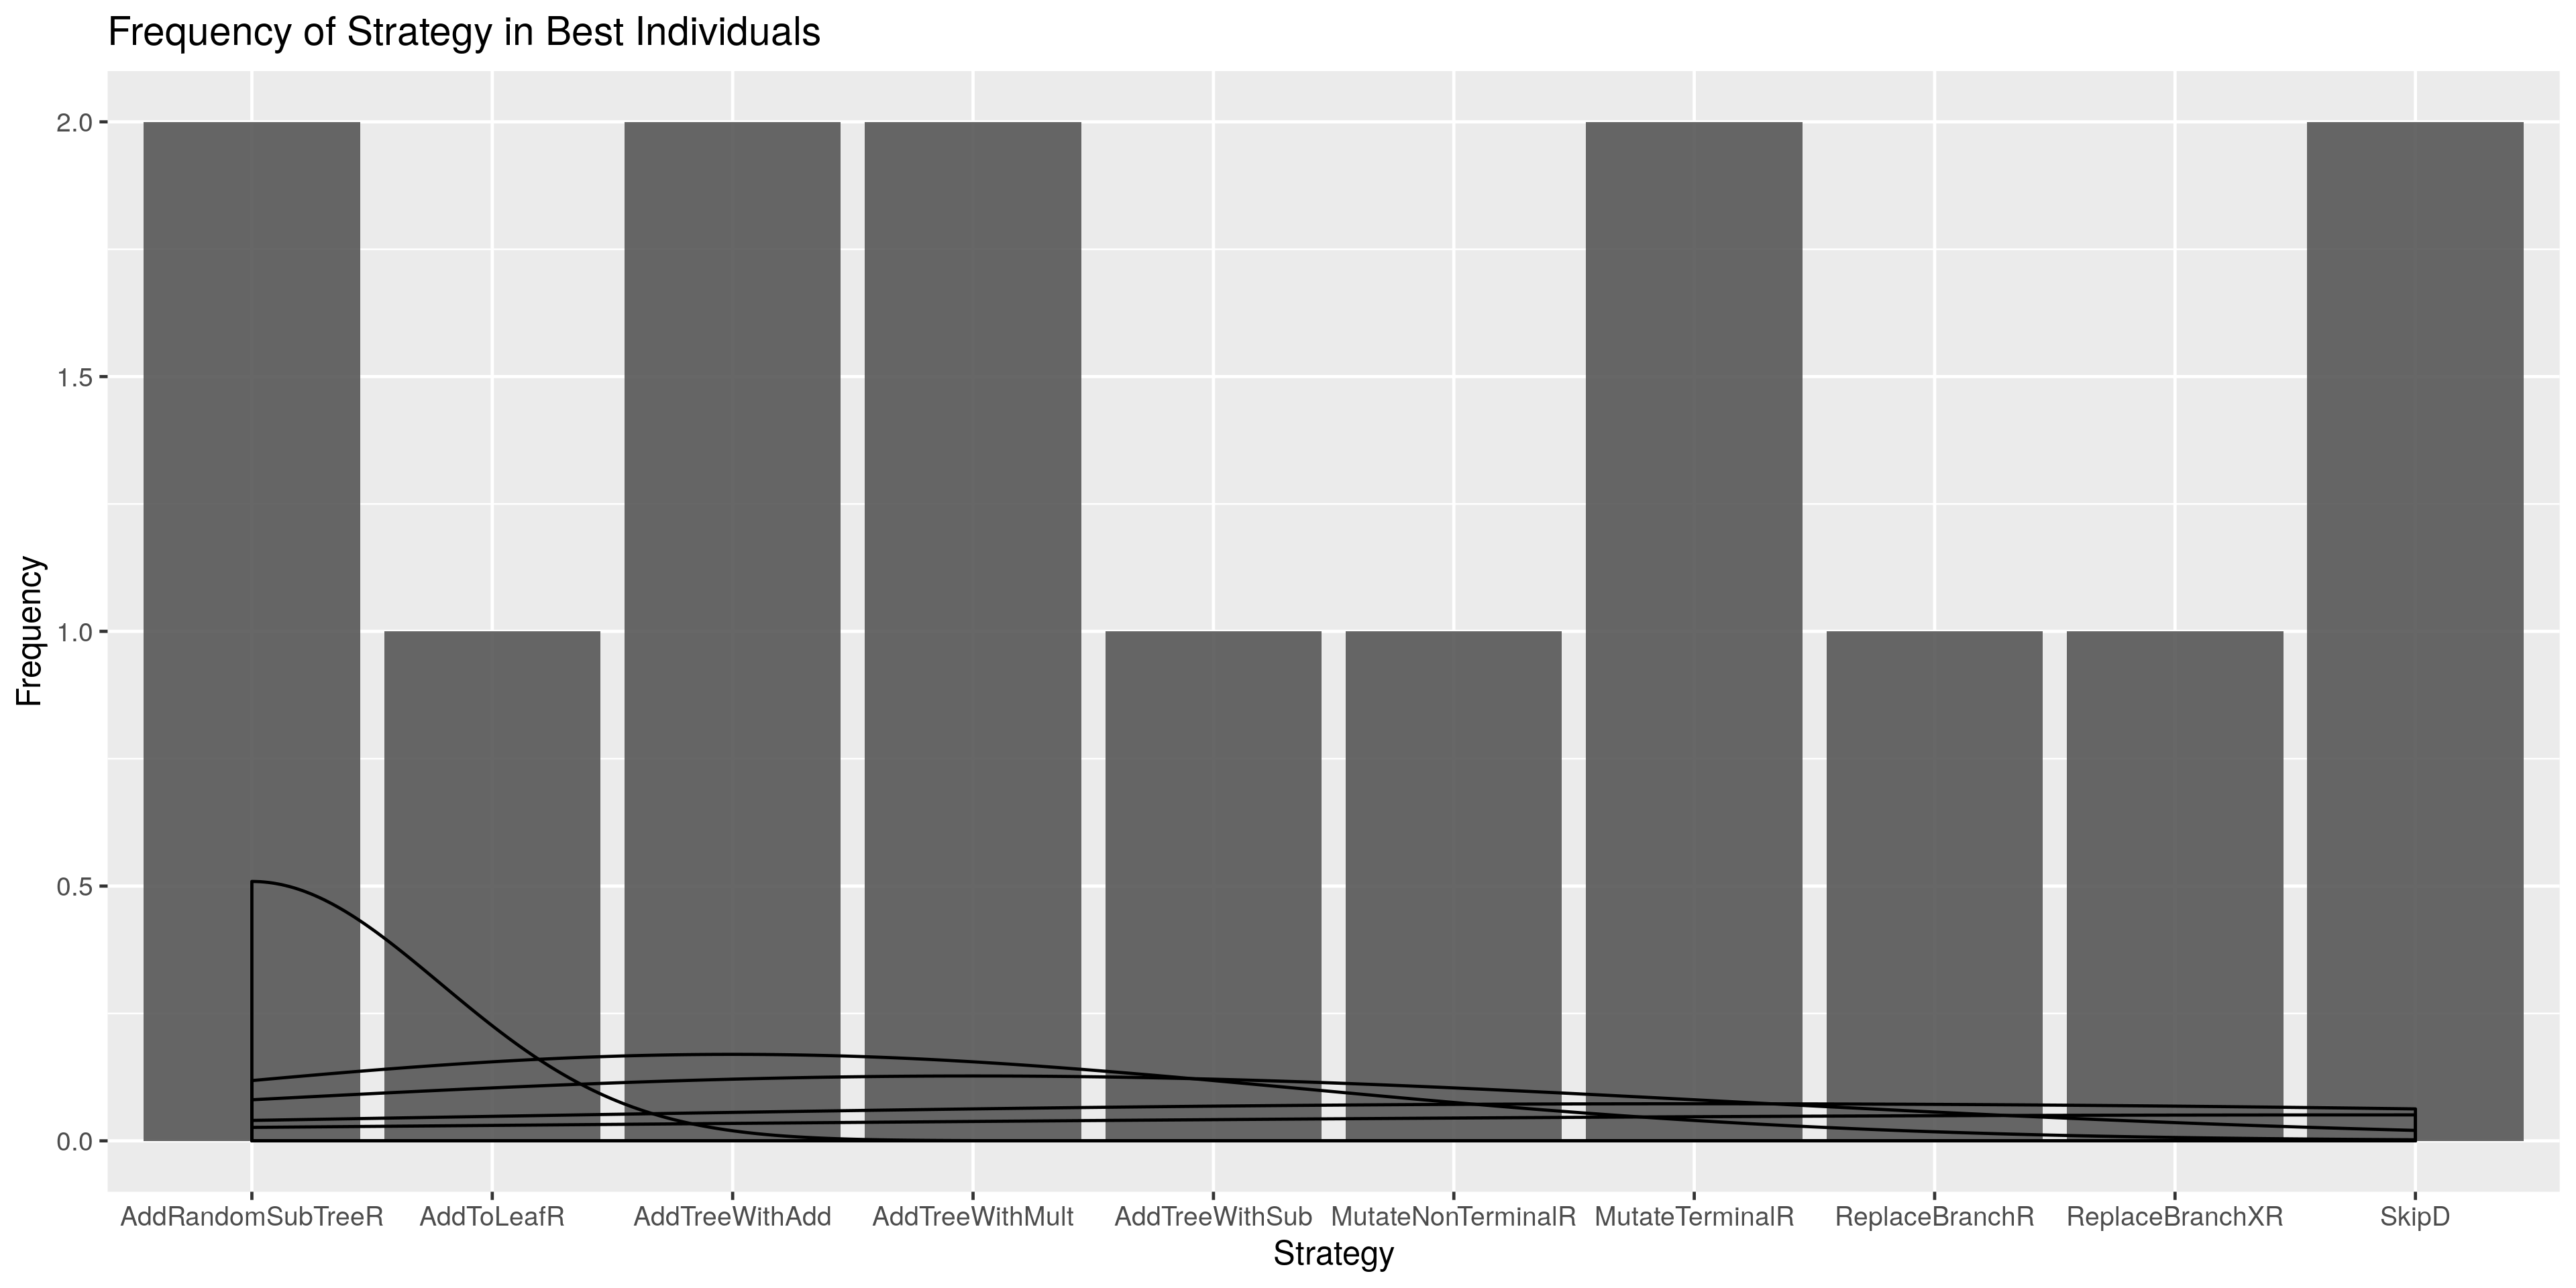 Frequency of Strategy in Best Individuals
Frequency
2.0
1.5
1.0
0.5
0.0
AddRandomSubTreeR AddToLeafR AddTreeWithAdd AddTreeWithMult AddTreeWithSub MutateNonTerminalR MutateTerminalR ReplaceBranchR ReplaceBranchXR SkipD
Strategy